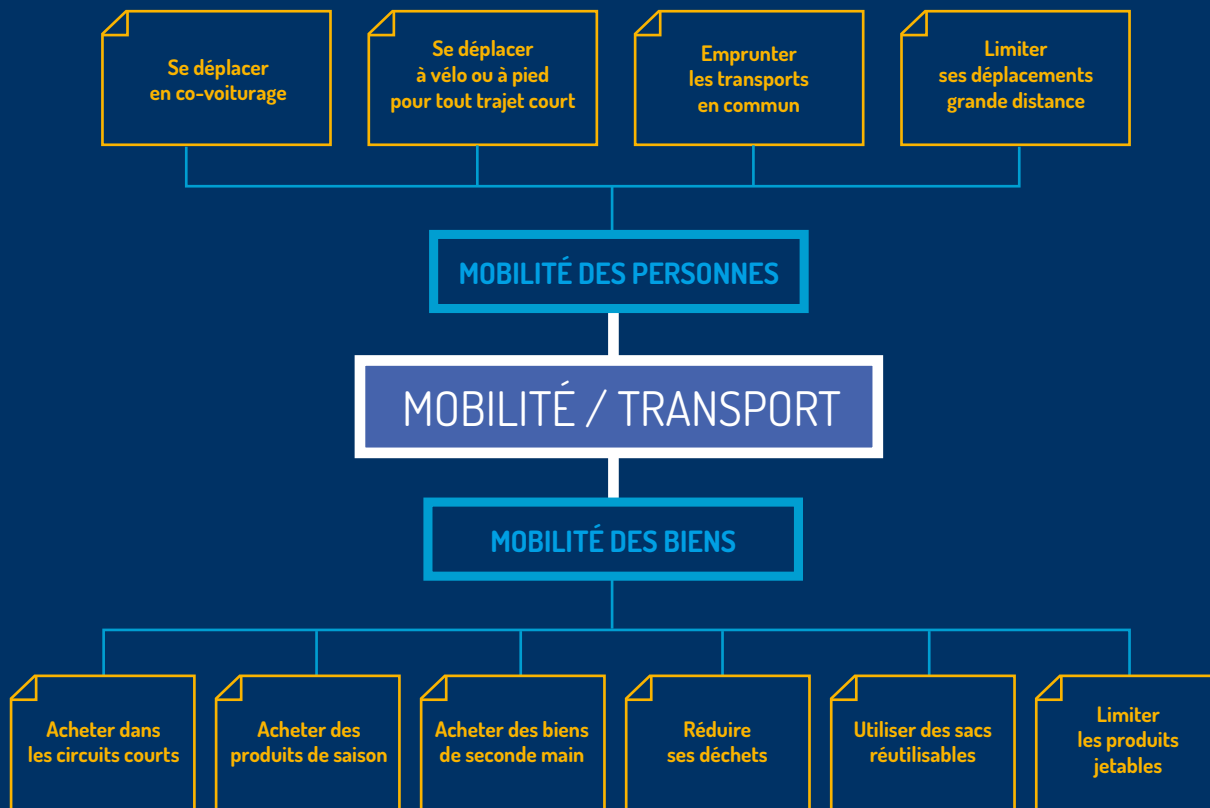 Se déplacer
en co-voiturage
Se déplacer
à vélo ou à pied
pour tout trajet court
Emprunter
les transports
en commun
Limiter
ses déplacements
grande distance
MOBILITÉ DES PERSONNES
MOBILITÉ / TRANSPORT
MOBILITÉ DES BIENS
Acheter dans
les circuits courts
Acheter des
produits de saison
Acheter des biens
de seconde main
Réduire
ses déchets
Utiliser des sacs
réutilisables
Limiter
les produits
jetables